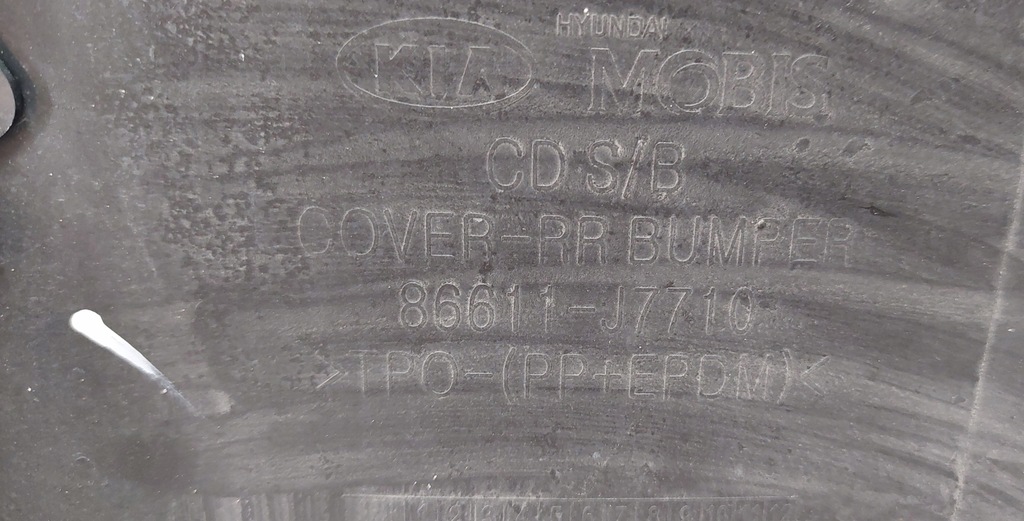 KIA HYUNDAI MOBIS
CD S/B
COVER-RR BUMPER
86611-J7710
>TPO-(PP+EPDM)<